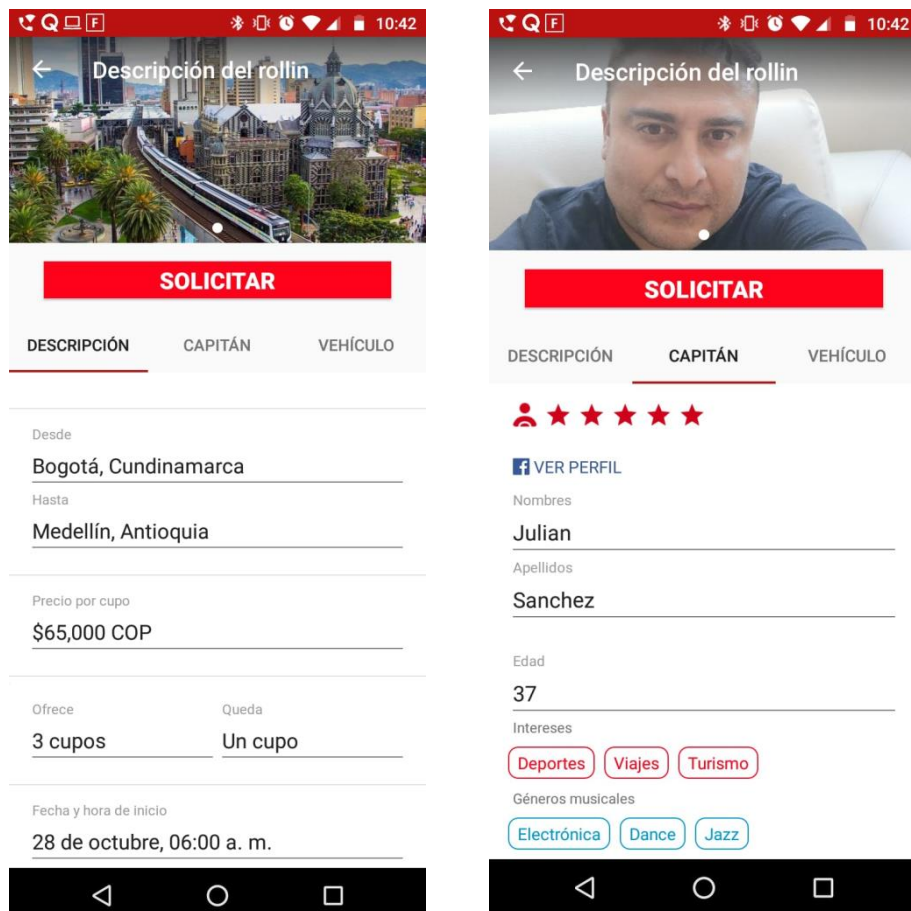 10:42
Descripción del rollin
SOLICITAR
DESCRIPCIÓN CAPITÁN VEHÍCULO
Desde
Bogotá, Cundinamarca
Hasta
Medellín, Antioquia
Precio por cupo
$65,000 COP
Ofrece Queda
3 cupos Un cupo
Fecha y hora de inicio
28 de octubre, 06:00 a. m.
10:42
Descripción del rollin
SOLICITAR
DESCRIPCIÓN CAPITÁN VEHÍCULO
VER PERFIL
Nombres
Julian
Apellidos
Sanchez
Edad
37
Intereses
Deportes Viajes Turismo
Géneros musicales
Electrónica Dance Jazz